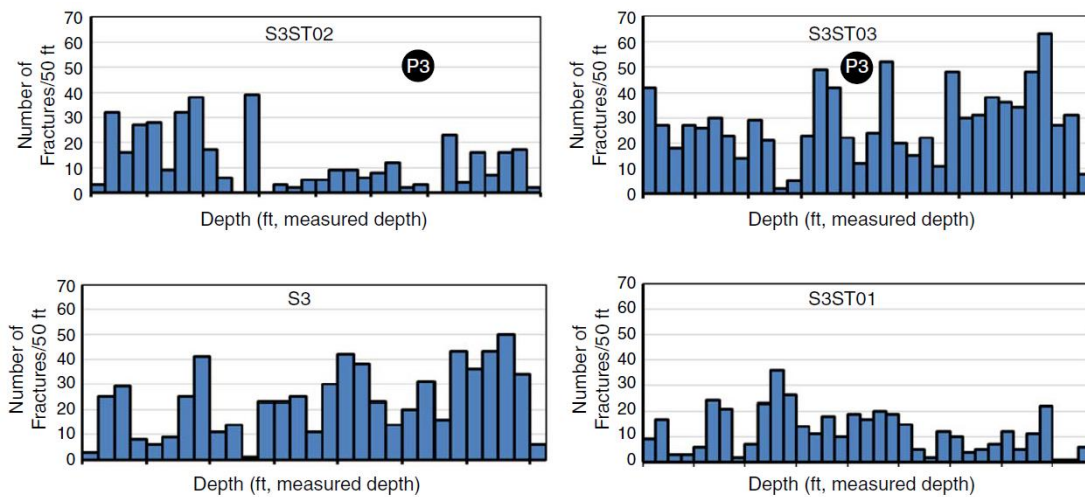 S3ST02
P3
Number of
Fractures/50 ft
70
60
50
40
30
20
10
0
Depth (ft, measured depth)
S3ST03
P3
Number of
Fractures/50 ft
70
60
50
40
30
20
10
0
Depth (ft, measured depth)
S3
Number of
Fractures/50 ft
70
60
50
40
30
20
10
0
Depth (ft, measured depth)
S3ST01
Number of
Fractures/50 ft
70
60
50
40
30
20
10
0
Depth (ft, measured depth)